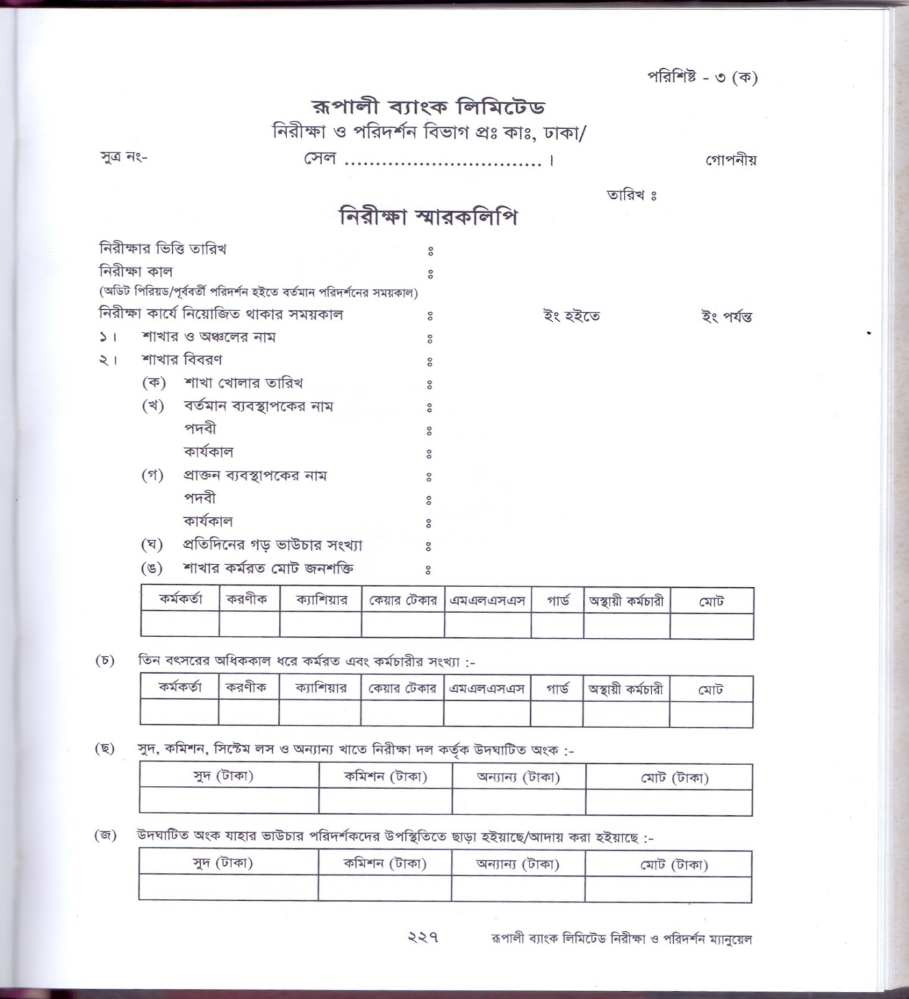 পরিশিষ্ট - ৩ (ক)
রূপালী ব্যাংক লিমিটেড
নিরীক্ষা ও পরিদর্শন বিভাগ প্রঃ কাঃ, ঢাকা/
সুত্র নং- সেল ................................ । গোপনীয়
তারিখ ঃ
নিরীক্ষা স্মারকলিপি
নিরীক্ষার ভিত্তি তারিখ ঃ
নিরীক্ষা কাল ঃ
(অডিট পিরিয়ড/পূর্ববর্তী পরিদর্শন হইতে বর্তমান পরিদর্শনের সময়কাল)
নিরীক্ষা কার্যে নিয়োজিত থাকার সময়কাল ঃ ইং হইতে ইং পর্যন্ত
১। শাখার ও অঞ্চলের নাম ঃ
২। শাখার বিবরণ ঃ
(ক) শাখা খোলার তারিখ ঃ
(খ) বর্তমান ব্যবস্থাপকের নাম ঃ
পদবী ঃ
কার্যকাল ঃ
(গ) প্রাক্তন ব্যবস্থাপকের নাম ঃ
পদবী ঃ
কার্যকাল ঃ
(ঘ) প্রতিদিনের গড় ভাউচার সংখ্যা ঃ
(ঙ) শাখার কর্মরত মোট জনশক্তি ঃ
কর্মকর্তা করণীক ক্যাশিয়ার কেয়ার টেকার এমএলএসএস গার্ড অস্থায়ী কর্মচারী মোট
(চ) তিন বৎসরের অধিককাল ধরে কর্মরত এবং কর্মচারীর সংখ্যা :-
কর্মকর্তা করণীক ক্যাশিয়ার কেয়ার টেকার এমএলএসএস গার্ড অস্থায়ী কর্মচারী মোট
(ছ) সুদ, কমিশন, সিস্টেম লস ও অন্যান্য খাতে নিরীক্ষা দল কর্তৃক উদঘাটিত অংক :-
সুদ (টাকা) কমিশন (টাকা) অন্যান্য (টাকা) মোট (টাকা)
(জ) উদঘাটিত অংক যাহার ভাউচার পরিদর্শকদের উপস্থিতিতে ছাড়া হইয়াছে/আদায় করা হইয়াছে :-
সুদ (টাকা) কমিশন (টাকা) অন্যান্য (টাকা) মোট (টাকা)
২২৭ রূপালী ব্যাংক লিমিটেড নিরীক্ষা ও পরিদর্শন ম্যানুয়েল